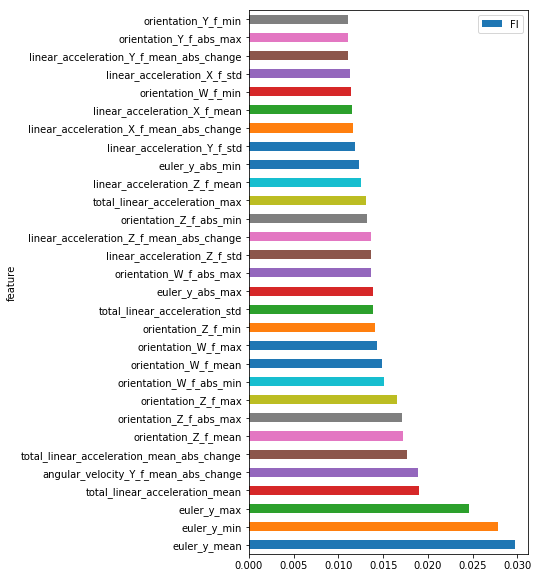 FI
orientation_Y_f_min
orientation_Y_f_abs_max
linear_acceleration_Y_f_mean_abs_change
linear_acceleration_X_f_std
orientation_W_f_min
linear_acceleration_X_f_mean
linear_acceleration_X_f_mean_abs_change
linear_acceleration_Y_f_std
euler_y_abs_min
linear_acceleration_Z_f_mean
total_linear_acceleration_max
orientation_Z_f_abs_min
linear_acceleration_Z_f_mean_abs_change
linear_acceleration_Z_f_std
orientation_W_f_abs_max
euler_y_abs_max
total_linear_acceleration_std
orientation_Z_f_min
orientation_W_f_max
orientation_W_f_mean
orientation_W_f_abs_min
orientation_Z_f_max
orientation_Z_f_abs_max
orientation_Z_f_mean
total_linear_acceleration_mean_abs_change
angular_velocity_Y_f_mean_abs_change
total_linear_acceleration_mean
euler_y_max
euler_y_min
euler_y_mean
feature
0.000 0.005 0.010 0.015 0.020 0.025 0.030